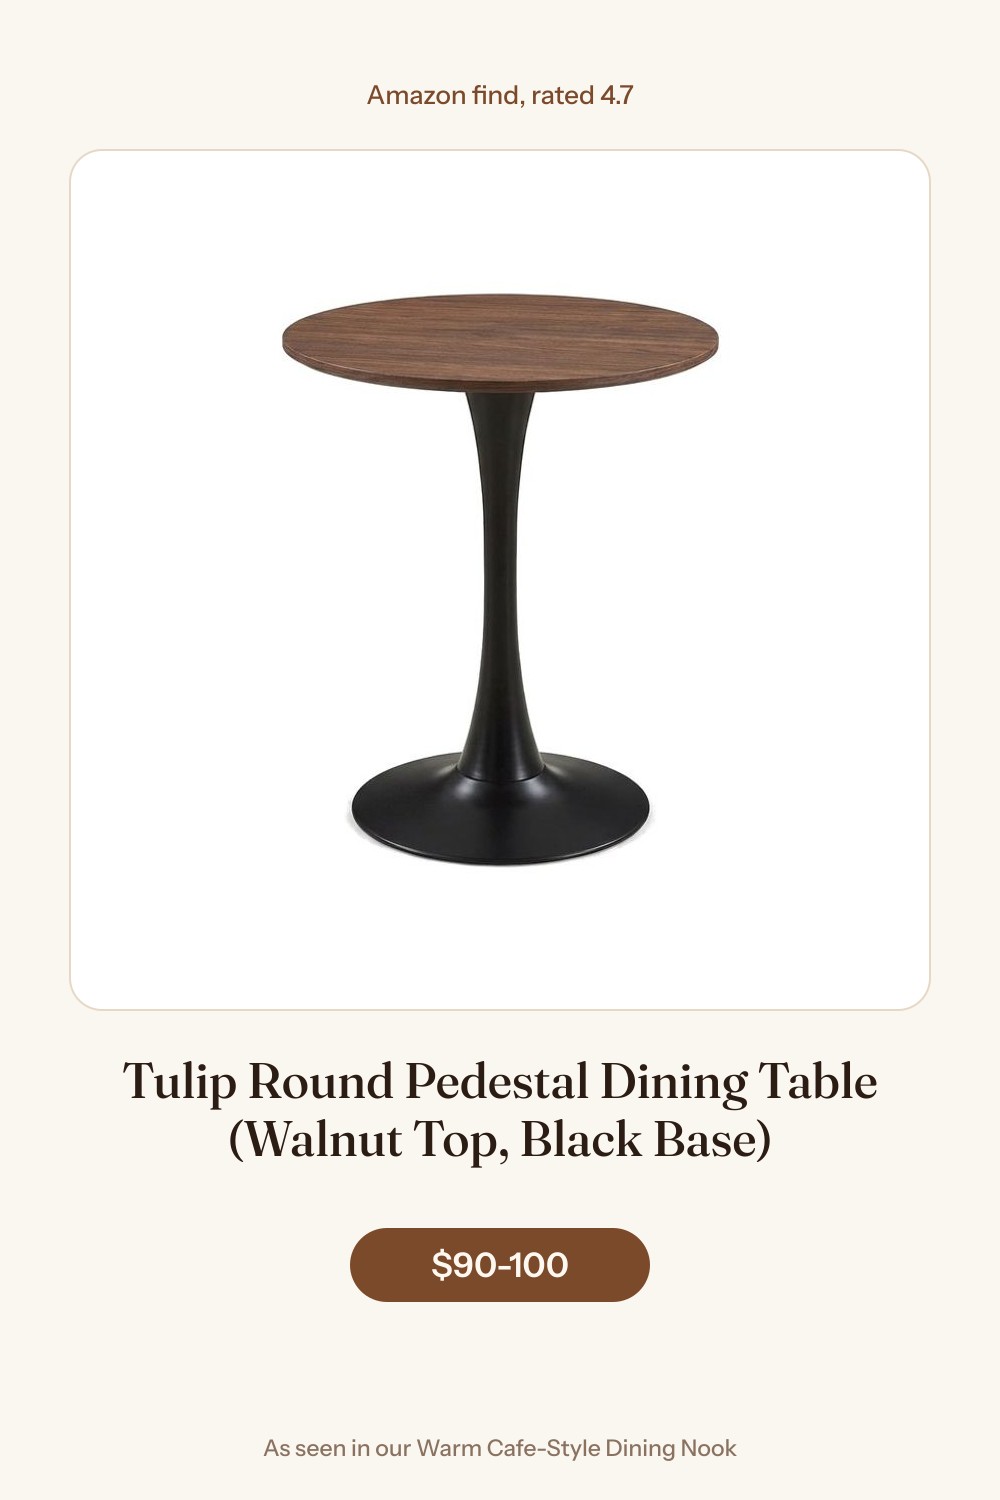 Amazon find, rated 4.7
Tulip Round Pedestal Dining Table
(Walnut Top, Black Base)
$90-100
As seen in our Warm Cafe-Style Dining Nook